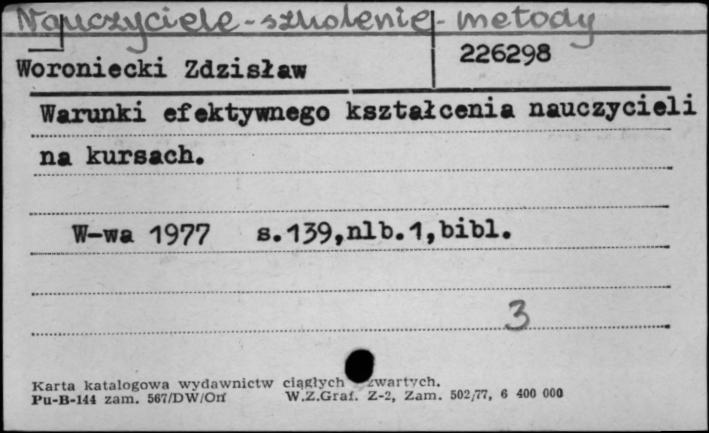 Nauczyciele - szkolenie - metody
226298
Woroniecki Zdzisław
Warunki efektywnego kształcenia nauczycieli
na kursach.
W-wa 1977 s.139,nlb.1,bibl.
3
Karta katalogowa wydawnictw ciągłych zwartych.
Pu-B-144 zam. 567/DW/Orf W.Z.Graf. Z-2, Zam. 502/77, 6 400 000